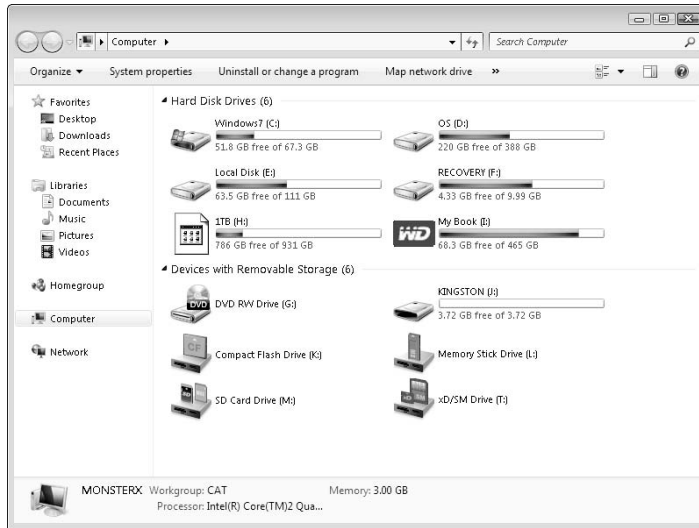 Computer
Search Computer
Organize
System properties
Uninstall or change a program
Map network drive
»
Favorites
Desktop
Downloads
Recent Places
Libraries
Documents
Music
Pictures
Videos
Homegroup
Computer
Network
Hard Disk Drives (6)
Windows7 (C:)
51.8 GB free of 67.3 GB
OS (D:)
220 GB free of 388 GB
Local Disk (E:)
63.5 GB free of 111 GB
RECOVERY (F:)
4.33 GB free of 9.99 GB
1TB (H:)
786 GB free of 931 GB
WD
My Book (I:)
68.3 GB free of 465 GB
Devices with Removable Storage (6)
DVD
DVD RW Drive (G:)
KINGSTON (J:)
3.72 GB free of 3.72 GB
CF
Compact Flash Drive (K:)
Memory Stick Drive (L:)
SD Card Drive (M:)
xD/SM Drive (T:)
MONSTERX Workgroup: CAT Memory: 3.00 GB
Processor: Intel(R) Core(TM)2 Qua...